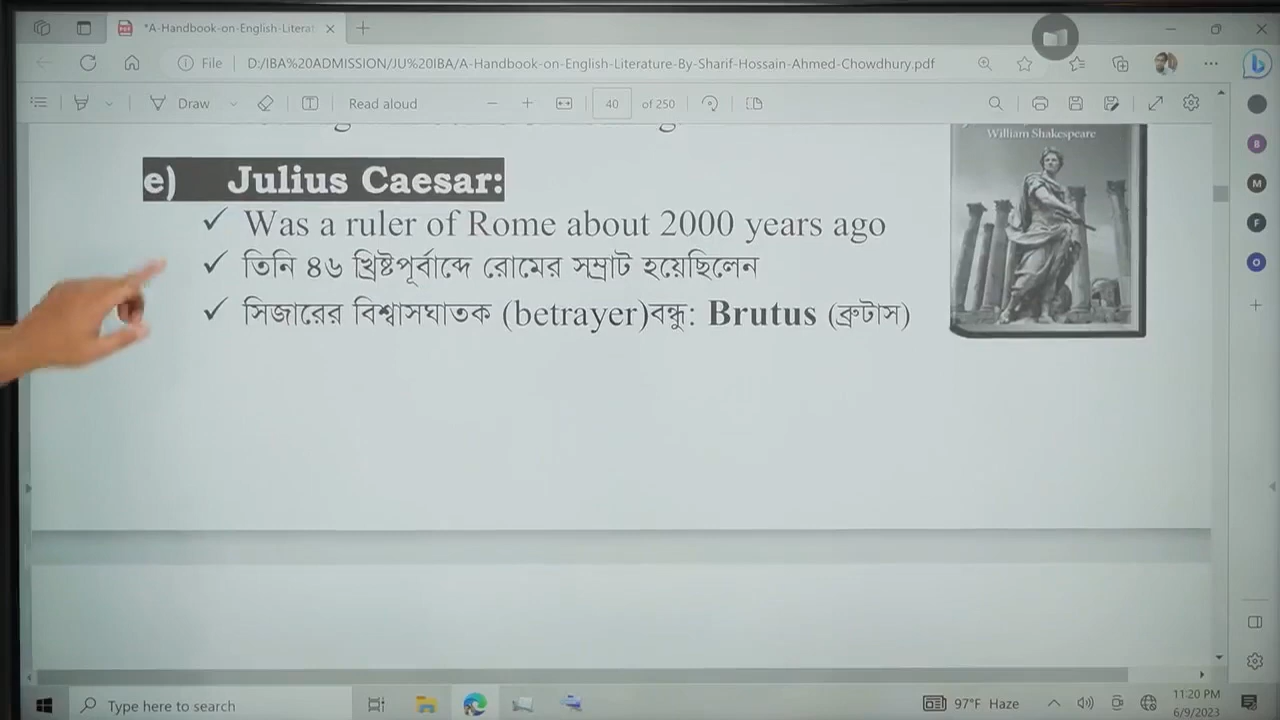 *A-Handbook-on-English-Litera
File
D:/IBA%20ADMISSION/JU%20IBA/A-Handbook-on-English-Literature-By-Sharif-Hossain-Ahmed-Chowdhury.pdf
Draw
Read aloud
40
of 250
William Shakespeare
e) Julius Caesar:
✓ Was a ruler of Rome about 2000 years ago
✓ তিনি ৪৬ খ্রিষ্টপূর্বাব্দে রোমের সম্রাট হয়েছিলেন
✓ সিজারের বিশ্বাসঘাতক (betrayer)বন্ধু: Brutus (ব্রুটাস)
8
M
F
O
Type here to search
97°F Haze
11:20 PM
6/9/2023